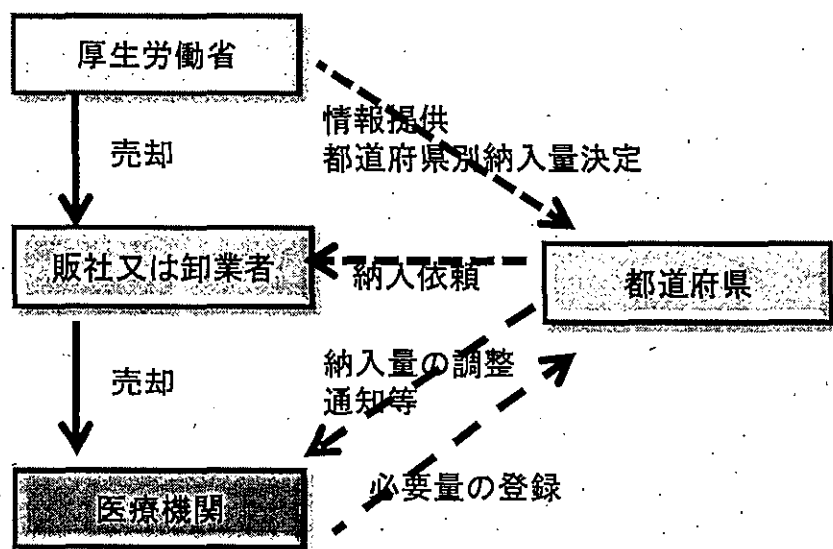 厚生労働省
情報提供
都道府県別納入量決定
売却
販社又は卸業者
納入依頼
都道府県
納入量の調整
通知等
売却
必要量の登録
医療機関